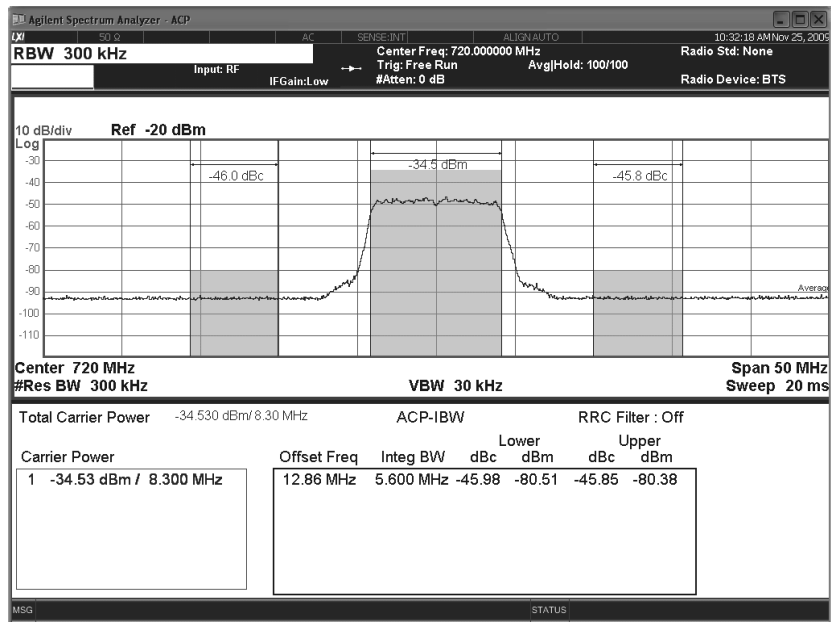 Agilent Spectrum Analyzer - ACP
LXI 50 Ω AC SENSE:INT ALIGN AUTO 10:32:18 AM Nov 25, 2009
RBW 300 kHz Center Freq: 720.000000 MHz Radio Std: None
Input: RF Trig: Free Run Avg|Hold: 100/100
IFGain:Low #Atten: 0 dB Radio Device: BTS
10 dB/div Ref -20 dBm
Log
-30
-34.5 dBm
-46.0 dBc -45.8 dBc
-40
-50
-60
-70
-80
-90
Average
-100
-110
Center 720 MHz Span 50 MHz
#Res BW 300 kHz VBW 30 kHz Sweep 20 ms
Total Carrier Power -34.530 dBm/ 8.30 MHz ACP-IBW RRC Filter : Off
Lower Upper
Carrier Power Offset Freq Integ BW dBc dBm dBc dBm
1 -34.53 dBm / 8.300 MHz 12.86 MHz 5.600 MHz -45.98 -80.51 -45.85 -80.38
MSG STATUS